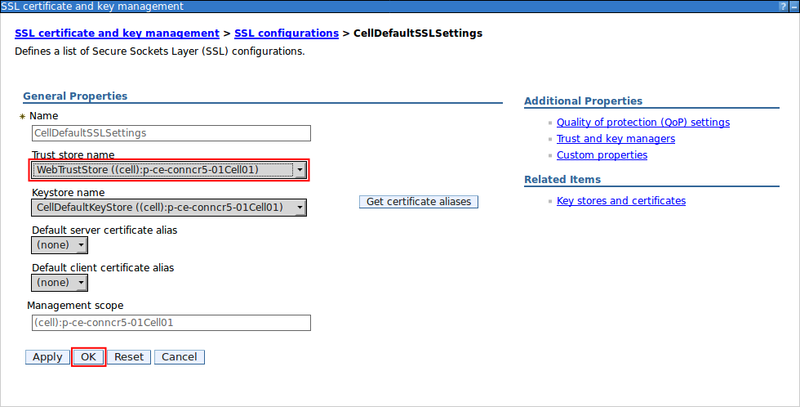 SSL certificate and key management ? –
SSL certificate and key management > SSL configurations > CellDefaultSSLSettings
Defines a list of Secure Sockets Layer (SSL) configurations.
General Properties
* Name
CellDefaultSSLSettings
Trust store name
WebTrustStore ((cell):p-ce-conncr5-01Cell01)
Keystore name
CellDefaultKeyStore ((cell):p-ce-conncr5-01Cell01)
Get certificate aliases
Default server certificate alias
(none)
Default client certificate alias
(none)
Management scope
(cell):p-ce-conncr5-01Cell01
Apply OK Reset Cancel
Additional Properties
Quality of protection (QoP) settings
Trust and key managers
Custom properties
Related Items
Key stores and certificates